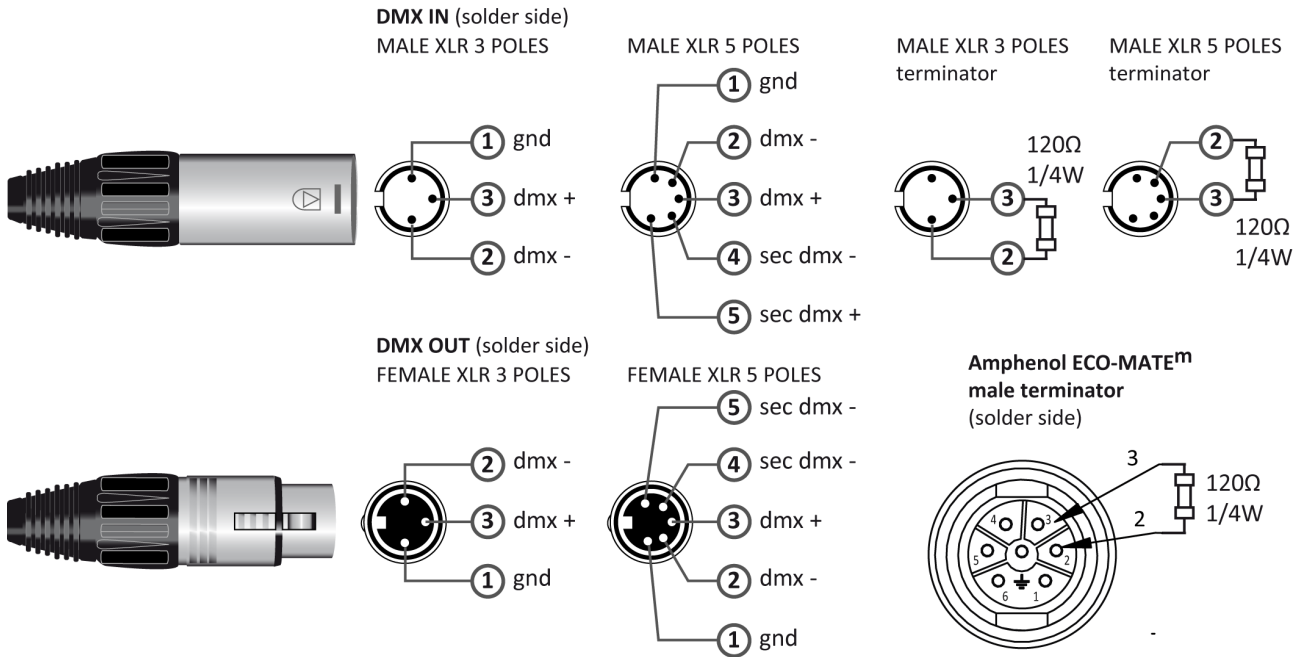 DMX IN (solder side)
MALE XLR 3 POLES
1 gnd
3 dmx +
2 dmx -
MALE XLR 5 POLES
1 gnd
2 dmx -
3 dmx +
4 sec dmx -
5 sec dmx +
MALE XLR 3 POLES
terminator
120Ω
1/4W
3
2
MALE XLR 5 POLES
terminator
2
3
120Ω
1/4W
DMX OUT (solder side)
FEMALE XLR 3 POLES
2 dmx -
3 dmx +
1 gnd
FEMALE XLR 5 POLES
5 sec dmx -
4 sec dmx -
3 dmx +
2 dmx -
1 gnd
Amphenol ECO-MATEᵐ
male terminator
(solder side)
3
2
120Ω
1/4W
4
3
5
2
6
1
-